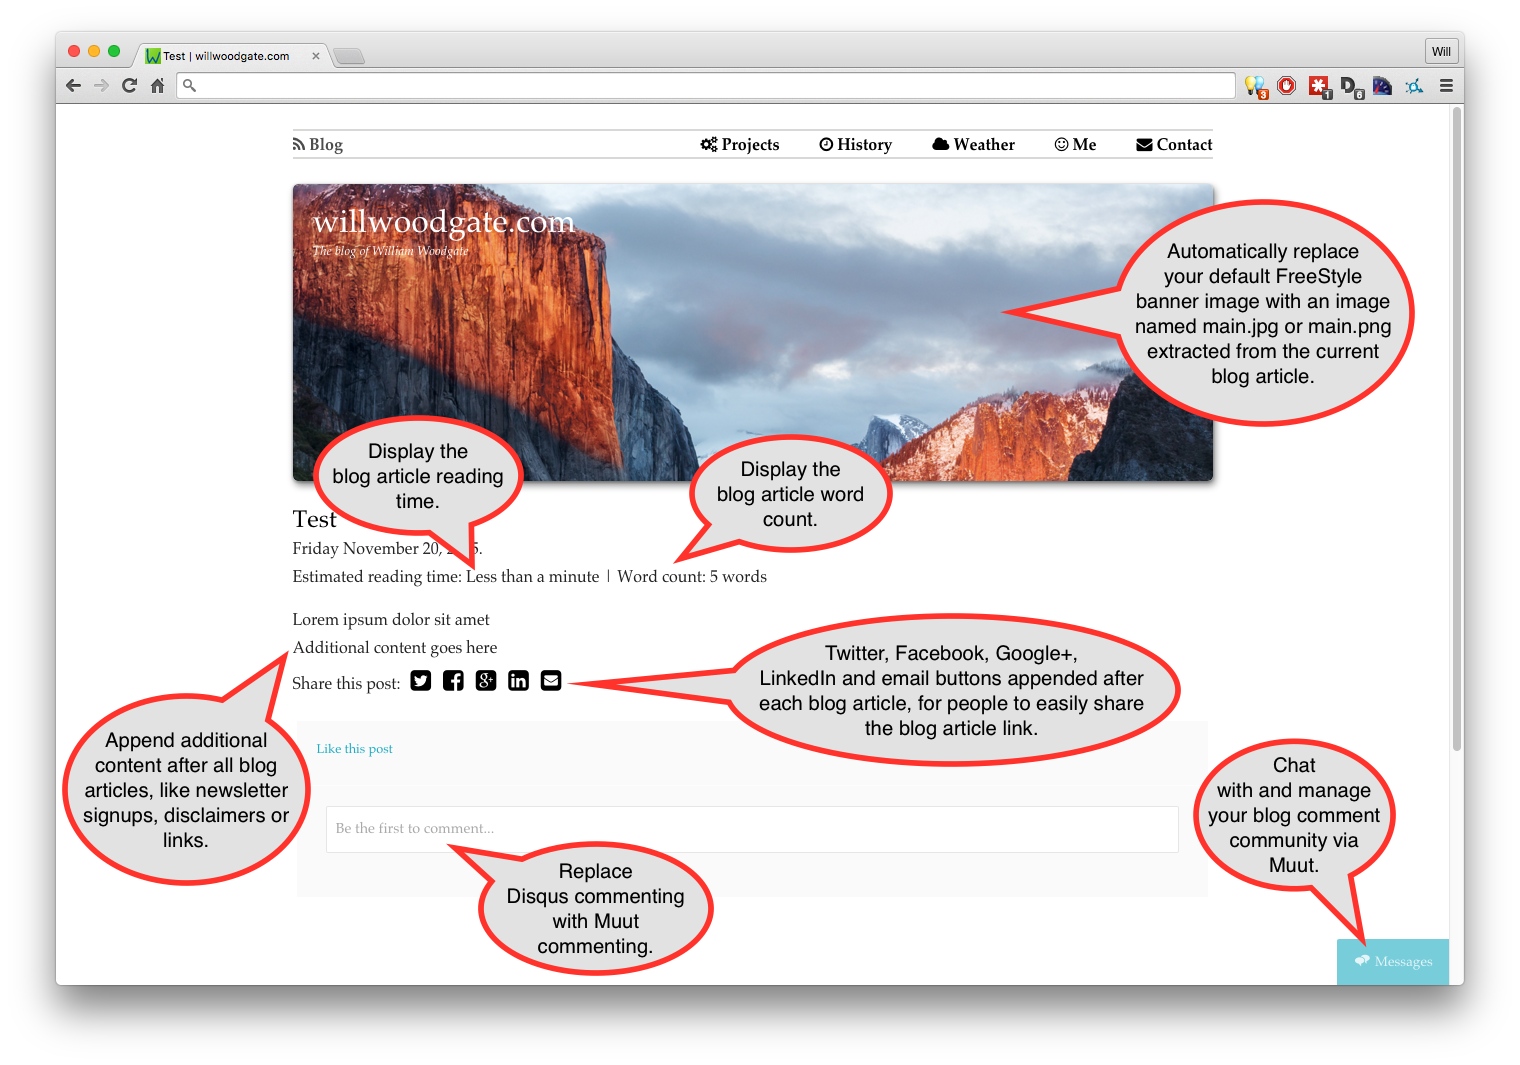 Test | willwoodgate.com
Will
3
1
6
Blog
Projects
History
Weather
Me
Contact
willwoodgate.com
The blog of William Woodgate
Automatically replace
your default FreeStyle
banner image with an image
named main.jpg or main.png
extracted from the current
blog article.
Display the
blog article reading
time.
Display the
blog article word
count.
Test
Friday November 20, 2 5.
Estimated reading time: Less than a minute | Word count: 5 words
Lorem ipsum dolor sit amet
Additional content goes here
Share this post:
Twitter, Facebook, Google+,
LinkedIn and email buttons appended after
each blog article, for people to easily share
the blog article link.
Append additional
content after all blog
articles, like newsletter
signups, disclaimers or
links.
Like this post
Be the first to comment...
Replace
Disqus commenting
with Muut
commenting.
Chat
with and manage
your blog comment
community via
Muut.
Messages